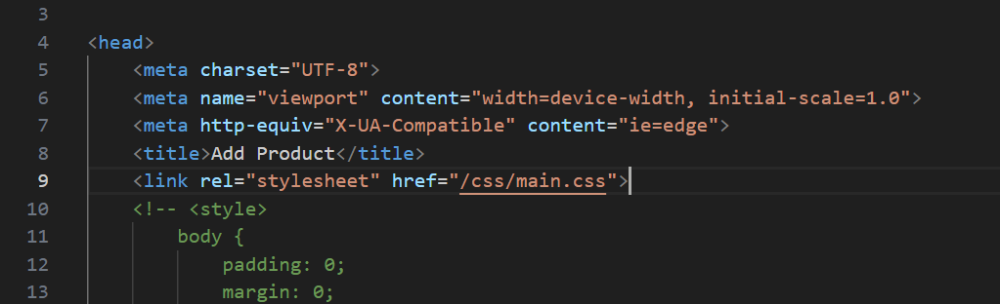 3
4 <head>
5 <meta charset="UTF-8">
6 <meta name="viewport" content="width=device-width, initial-scale=1.0">
7 <meta http-equiv="X-UA-Compatible" content="ie=edge">
8 <title>Add Product</title>
9 <link rel="stylesheet" href="/css/main.css">
10 <!-- <style>
11 body {
12 padding: 0;
13 margin: 0;